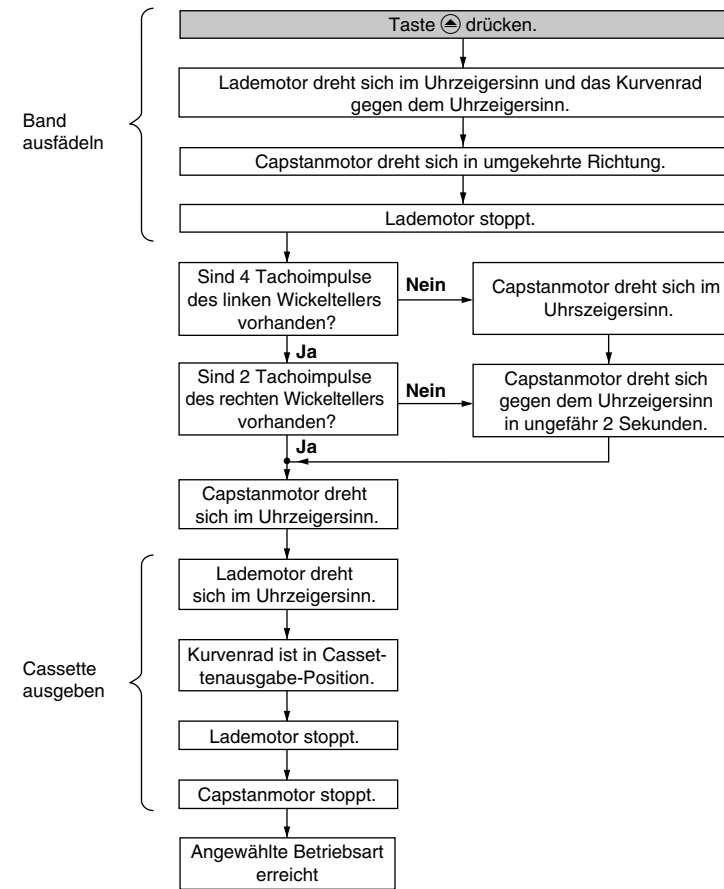 Taste ⏏ drücken.
Lademotor dreht sich im Uhrzeigersinn und das Kurvenrad
gegen dem Uhrzeigersinn.
Band
ausfädeln
Capstanmotor dreht sich in umgekehrte Richtung.
Lademotor stoppt.
Sind 4 Tachoimpulse
des linken Wickeltellers
vorhanden?
Nein
Capstanmotor dreht sich im
Uhrszeigersinn.
Ja
Sind 2 Tachoimpulse
des rechten Wickeltellers
vorhanden?
Nein
Capstanmotor dreht sich
gegen dem Uhrzeigersinn
in ungefähr 2 Sekunden.
Ja
Capstanmotor dreht
sich im Uhrzeigersinn.
Lademotor dreht
sich im Uhrzeigersinn.
Cassette
ausgeben
Kurvenrad ist in Casset-
tenausgabe-Position.
Lademotor stoppt.
Capstanmotor stoppt.
Angewählte Betriebsart
erreicht